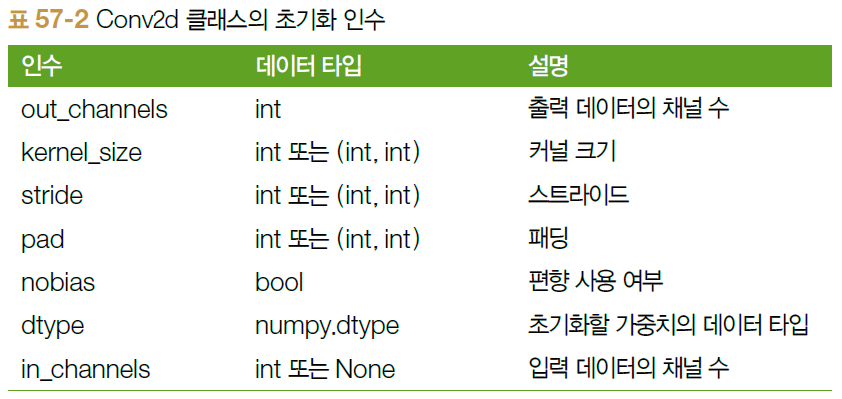 표 57-2 Conv2d 클래스의 초기화 인수
인수 데이터 타입 설명
out_channels int 출력 데이터의 채널 수
kernel_size int 또는 (int, int) 커널 크기
stride int 또는 (int, int) 스트라이드
pad int 또는 (int, int) 패딩
nobias bool 편향 사용 여부
dtype numpy.dtype 초기화할 가중치의 데이터 타입
in_channels int 또는 None 입력 데이터의 채널 수